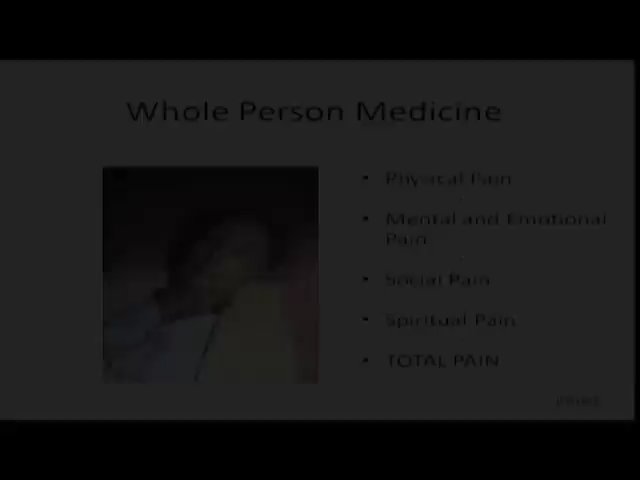 Whole Person Medicine
• Physical Pain
• Mental and Emotional
Pain
• Social Pain
• Spiritual Pain
• TOTAL PAIN